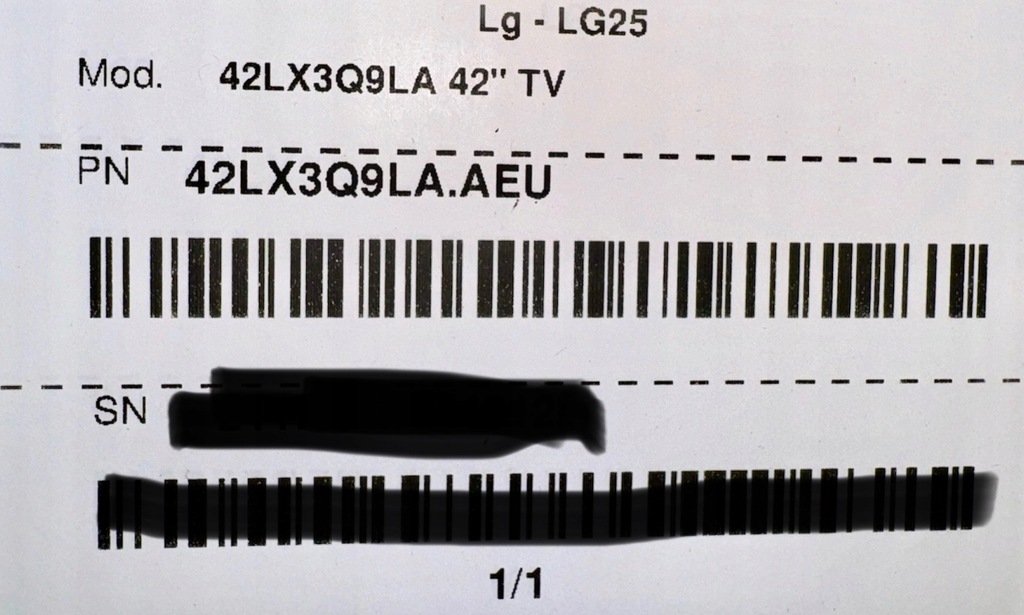 Lg - LG25
Mod. 42LX3Q9LA 42" TV
PN 42LX3Q9LA.AEU
SN
1/1